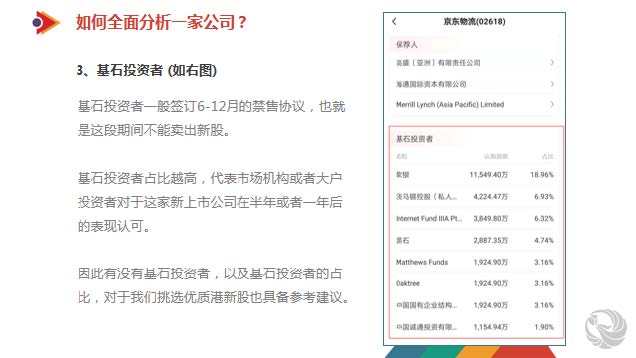 如何全面分析一家公司？
3、基石投资者 (如右图)
基石投资者一般签订6-12月的禁售协议，也就
是这段期间不能卖出新股。
基石投资者占比越高，代表市场机构或者大户
投资者对于这家新上市公司在半年或者一年后
的表现认可。
因此有没有基石投资者，以及基石投资者的占
比，对于我们挑选优质港新股也具备参考建议。
京东物流(02618)
保荐人
高盛（亚洲）有限责任公司
海通国际资本有限公司
Merrill Lynch (Asia Pacific) Limited
基石投资者
名称 认购股数 占比
软银 11,549.40万 18.96%
淡马锡控股（私人... 4,224.47万 6.93%
Internet Fund IIIA Pt... 3,849.80万 6.32%
黑石 2,887.35万 4.74%
Matthews Funds 1,924.90万 3.16%
Oaktree 1,924.90万 3.16%
中国国有企业结构... 1,924.90万 3.16%
中国诚通投资有限... 1,154.94万 1.90%